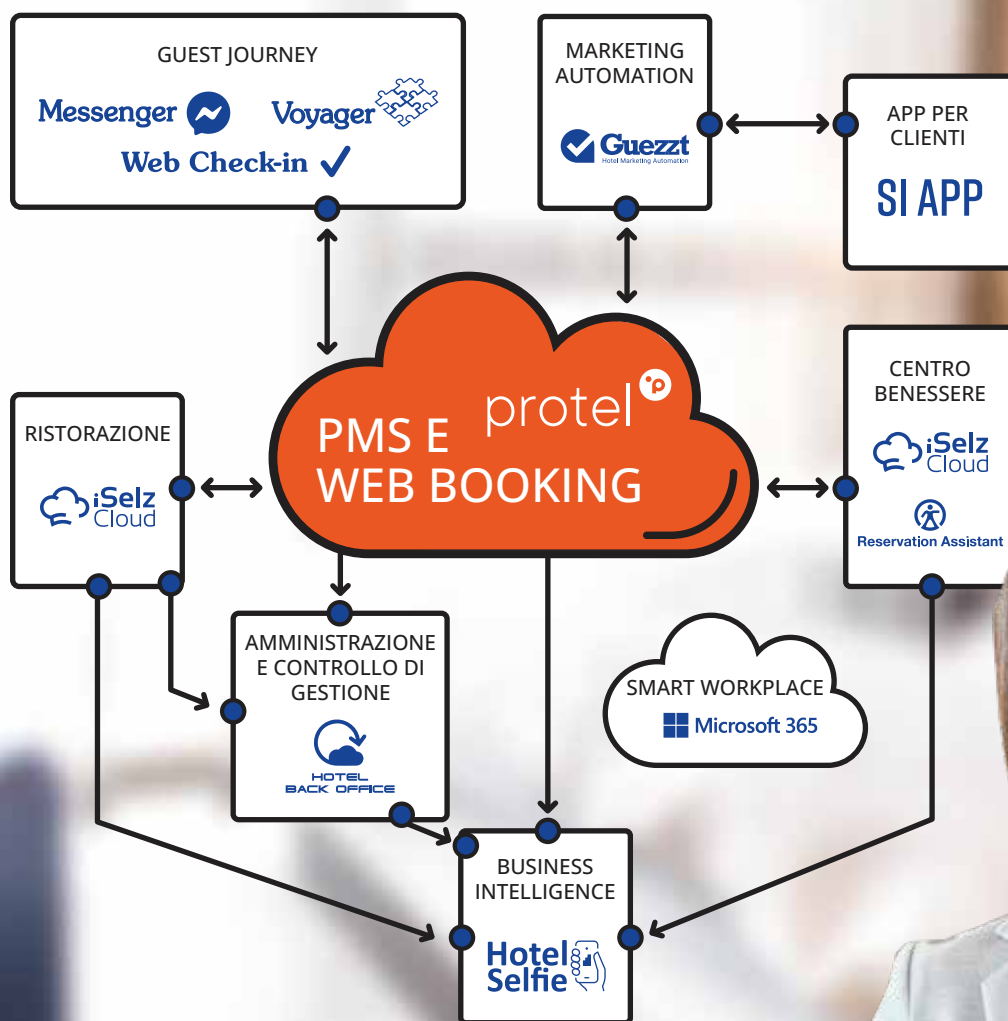 GUEST JOURNEY
Messenger
Voyager
Web Check-in
MARKETING
AUTOMATION
Guezzt
Hotel Marketing Automation
APP PER
CLIENTI
SI APP
protel
PMS E
WEB BOOKING
RISTORAZIONE
iSelz
Cloud
CENTRO
BENESSERE
iSelz
Cloud
Reservation Assistant
AMMINISTRAZIONE
E CONTROLLO DI
GESTIONE
HOTEL
BACK OFFICE
SMART WORKPLACE
Microsoft 365
BUSINESS
INTELLIGENCE
Hotel
Selfie